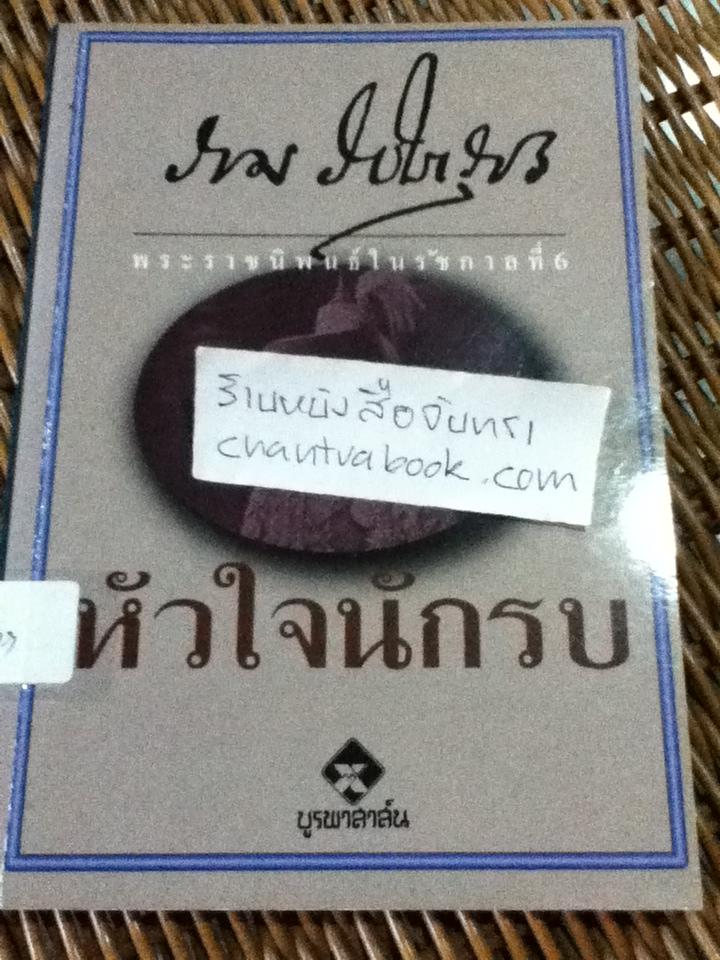 พระราชนิพนธ์ในรัชกาลที่6
ร้านหนังสือจันทรา
chantrabook.com
หัวใจนักรบ
บูรพาสาส์น